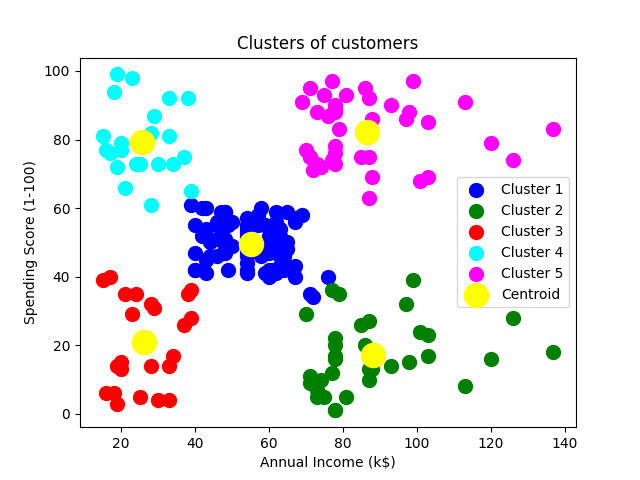 Clusters of customers
Spending Score (1-100)
100
80
60
40
20
0
Cluster 1
Cluster 2
Cluster 3
Cluster 4
Cluster 5
Centroid
20 40 60 80 100 120 140
Annual Income (k$)